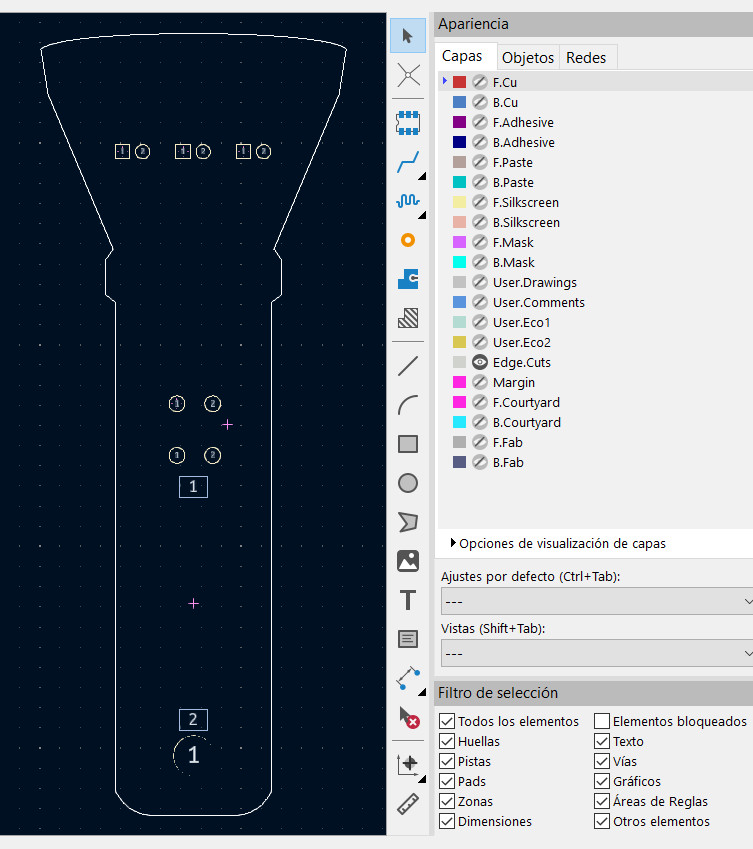 Apariencia
Capas Objetos Redes
F.Cu
B.Cu
F.Adhesive
B.Adhesive
F.Paste
B.Paste
F.Silkscreen
B.Silkscreen
F.Mask
B.Mask
User.Drawings
User.Comments
User.Eco1
User.Eco2
Edge.Cuts
Margin
F.Courtyard
B.Courtyard
F.Fab
B.Fab
Opciones de visualización de capas
Ajustes por defecto (Ctrl+Tab):
---
Vistas (Shift+Tab):
---
Filtro de selección
Todos los elementos Elementos bloqueados
Huellas Texto
Pistas Vías
Pads Gráficos
Zonas Áreas de Reglas
Dimensiones Otros elementos
1 2 1 2 1 2
1 2
1 2
1
2
1
T